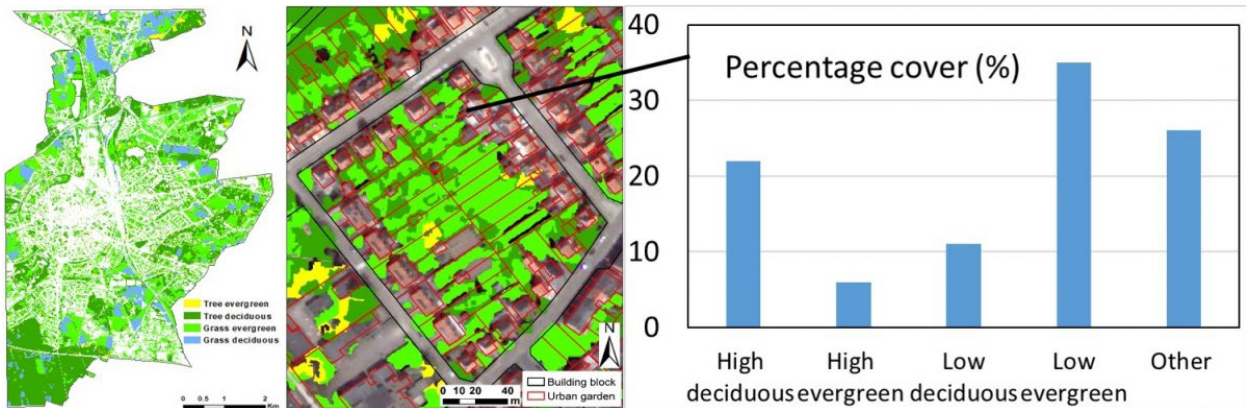 N
Tree evergreen
Tree deciduous
Grass evergreen
Grass deciduous
0 0.5 1 2
Km
N
0 10 20 40
m
Building block
Urban garden
Percentage cover (%)
40
30
20
10
0
High deciduous
High evergreen
Low deciduous
Low evergreen
Other